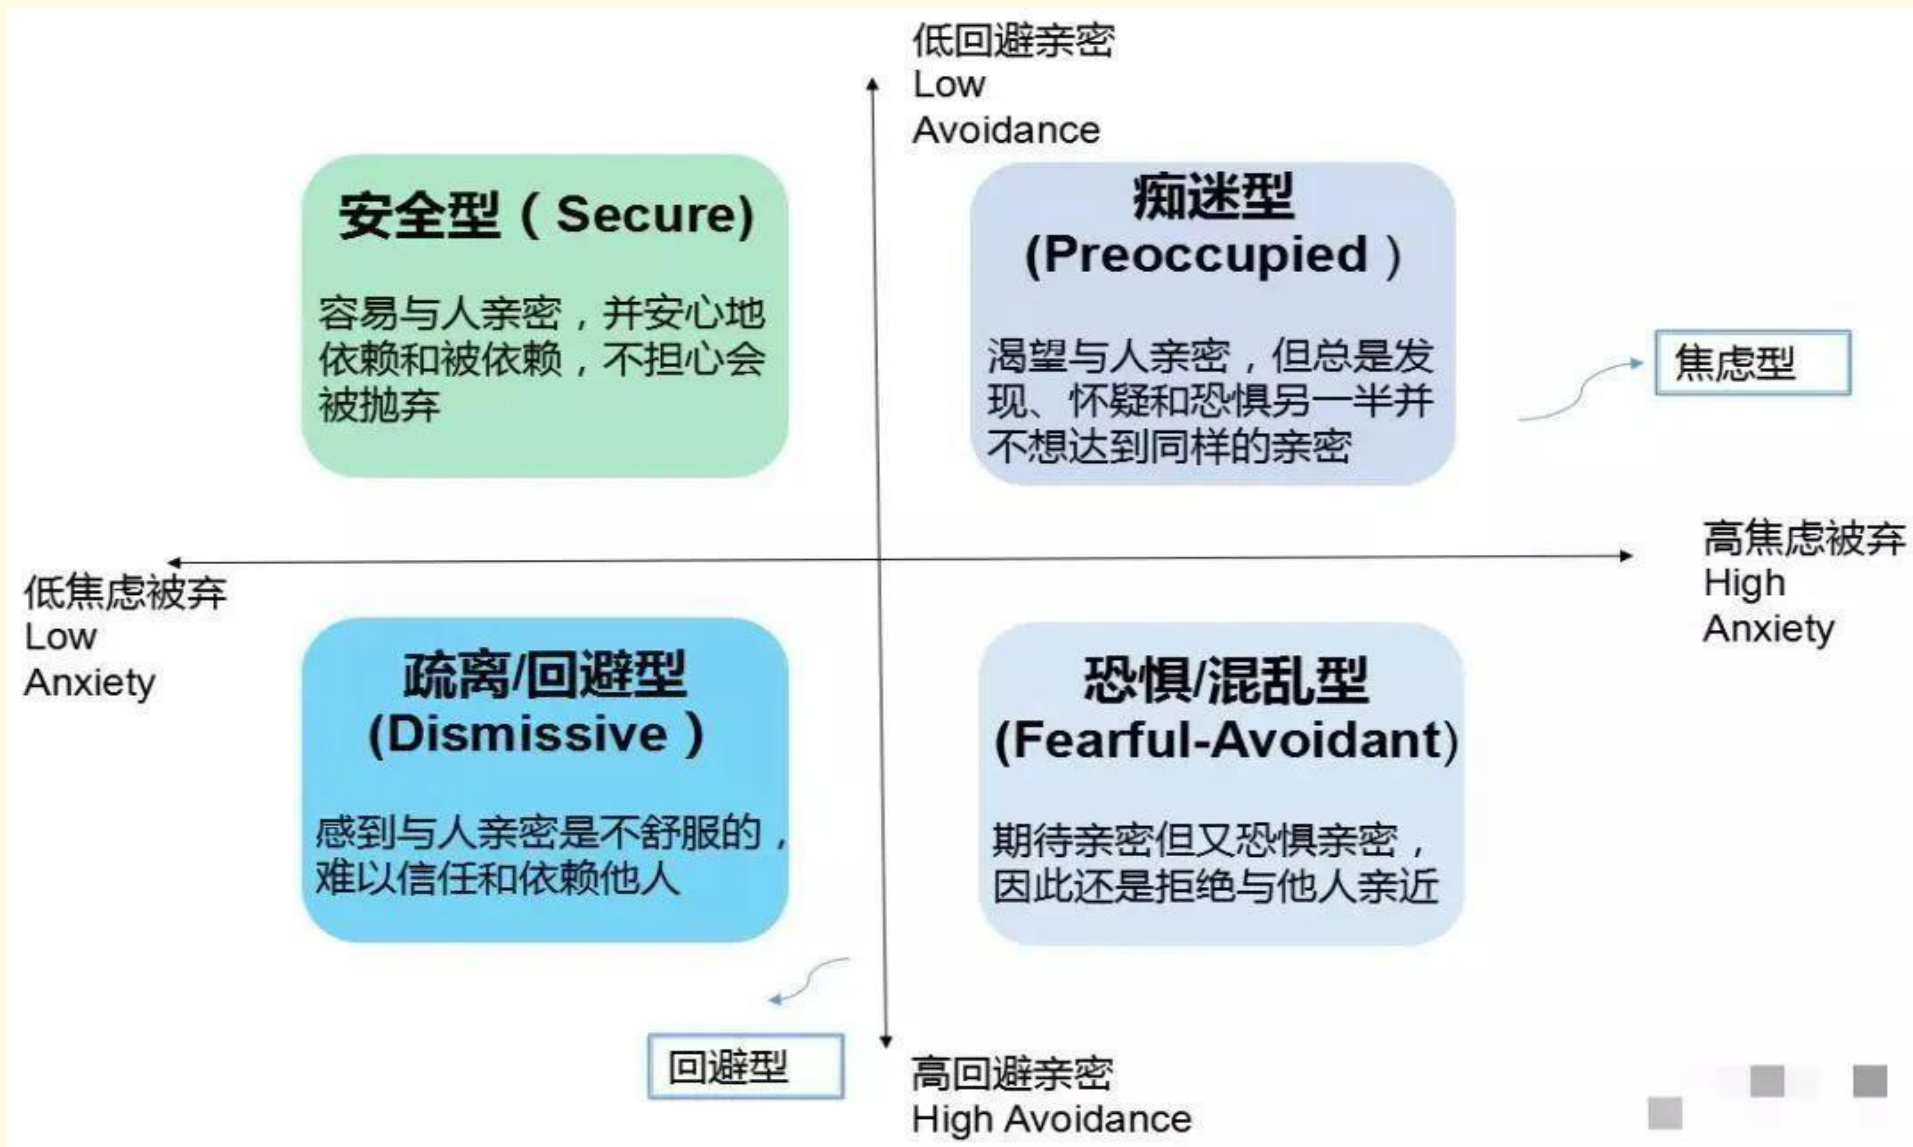 低回避亲密
Low
Avoidance
安全型（Secure)
容易与人亲密，并安心地
依赖和被依赖，不担心会
被抛弃
痴迷型
(Preoccupied）
渴望与人亲密，但总是发
现、怀疑和恐惧另一半并
不想达到同样的亲密
焦虑型
高焦虑被弃
High
Anxiety
低焦虑被弃
Low
Anxiety
疏离/回避型
(Dismissive）
感到与人亲密是不舒服的，
难以信任和依赖他人
恐惧/混乱型
(Fearful-Avoidant)
期待亲密但又恐惧亲密，
因此还是拒绝与他人亲近
回避型
高回避亲密
High Avoidance